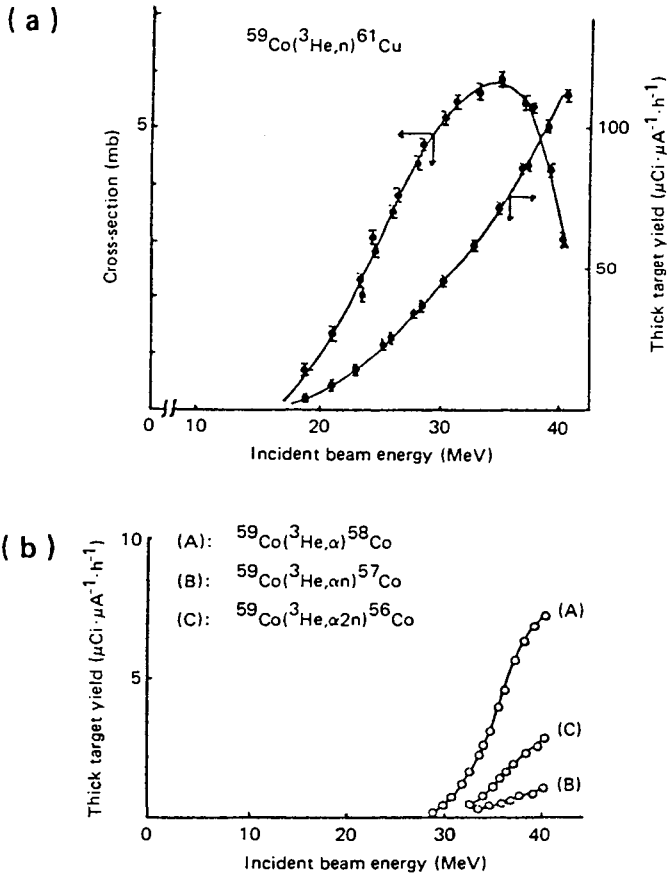 (a)
⁵⁹Co(³He,n)⁶¹Cu
Cross-section (mb)
5
Thick target yield (μCi·μA⁻¹·h⁻¹)
100
50
0 10 20 30 40
Incident beam energy (MeV)
(b)
Thick target yield (μCi·μA⁻¹·h⁻¹)
10
5
(A): ⁵⁹Co(³He,α)⁵⁸Co
(B): ⁵⁹Co(³He,αn)⁵⁷Co
(C): ⁵⁹Co(³He,α2n)⁵⁶Co
(A)
(C)
(B)
0 10 20 30 40
Incident beam energy (MeV)